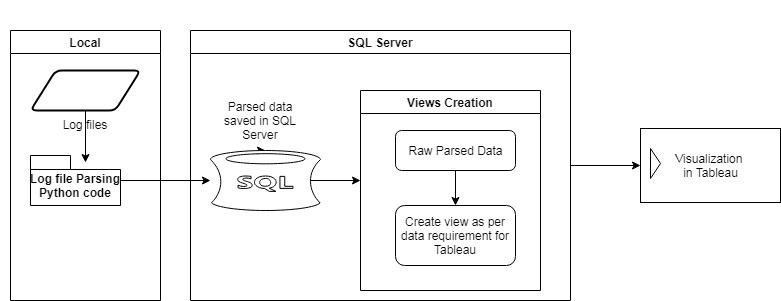 Local
Log files
Log file Parsing
Python code
SQL Server
Parsed data
saved in SQL
Server
SQL
Views Creation
Raw Parsed Data
Create view as per
data requirement for
Tableau
Visualization
in Tableau